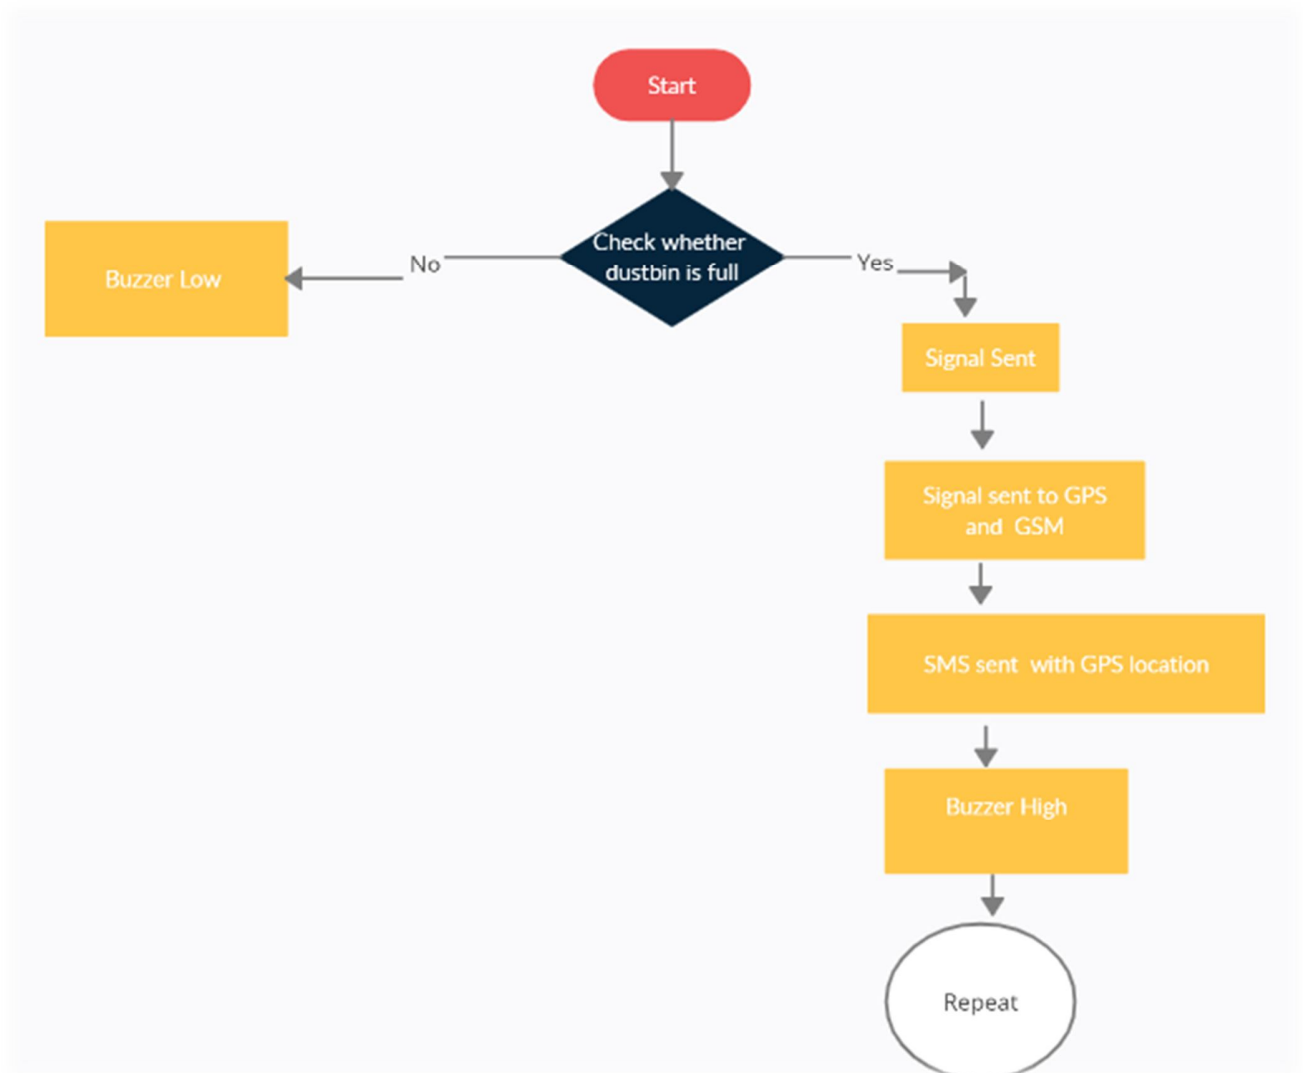 Start
Check whether
dustbin is full
No
Yes
Buzzer Low
Signal Sent
Signal sent to GPS
and  GSM
SMS sent  with GPS location
Buzzer High
Repeat